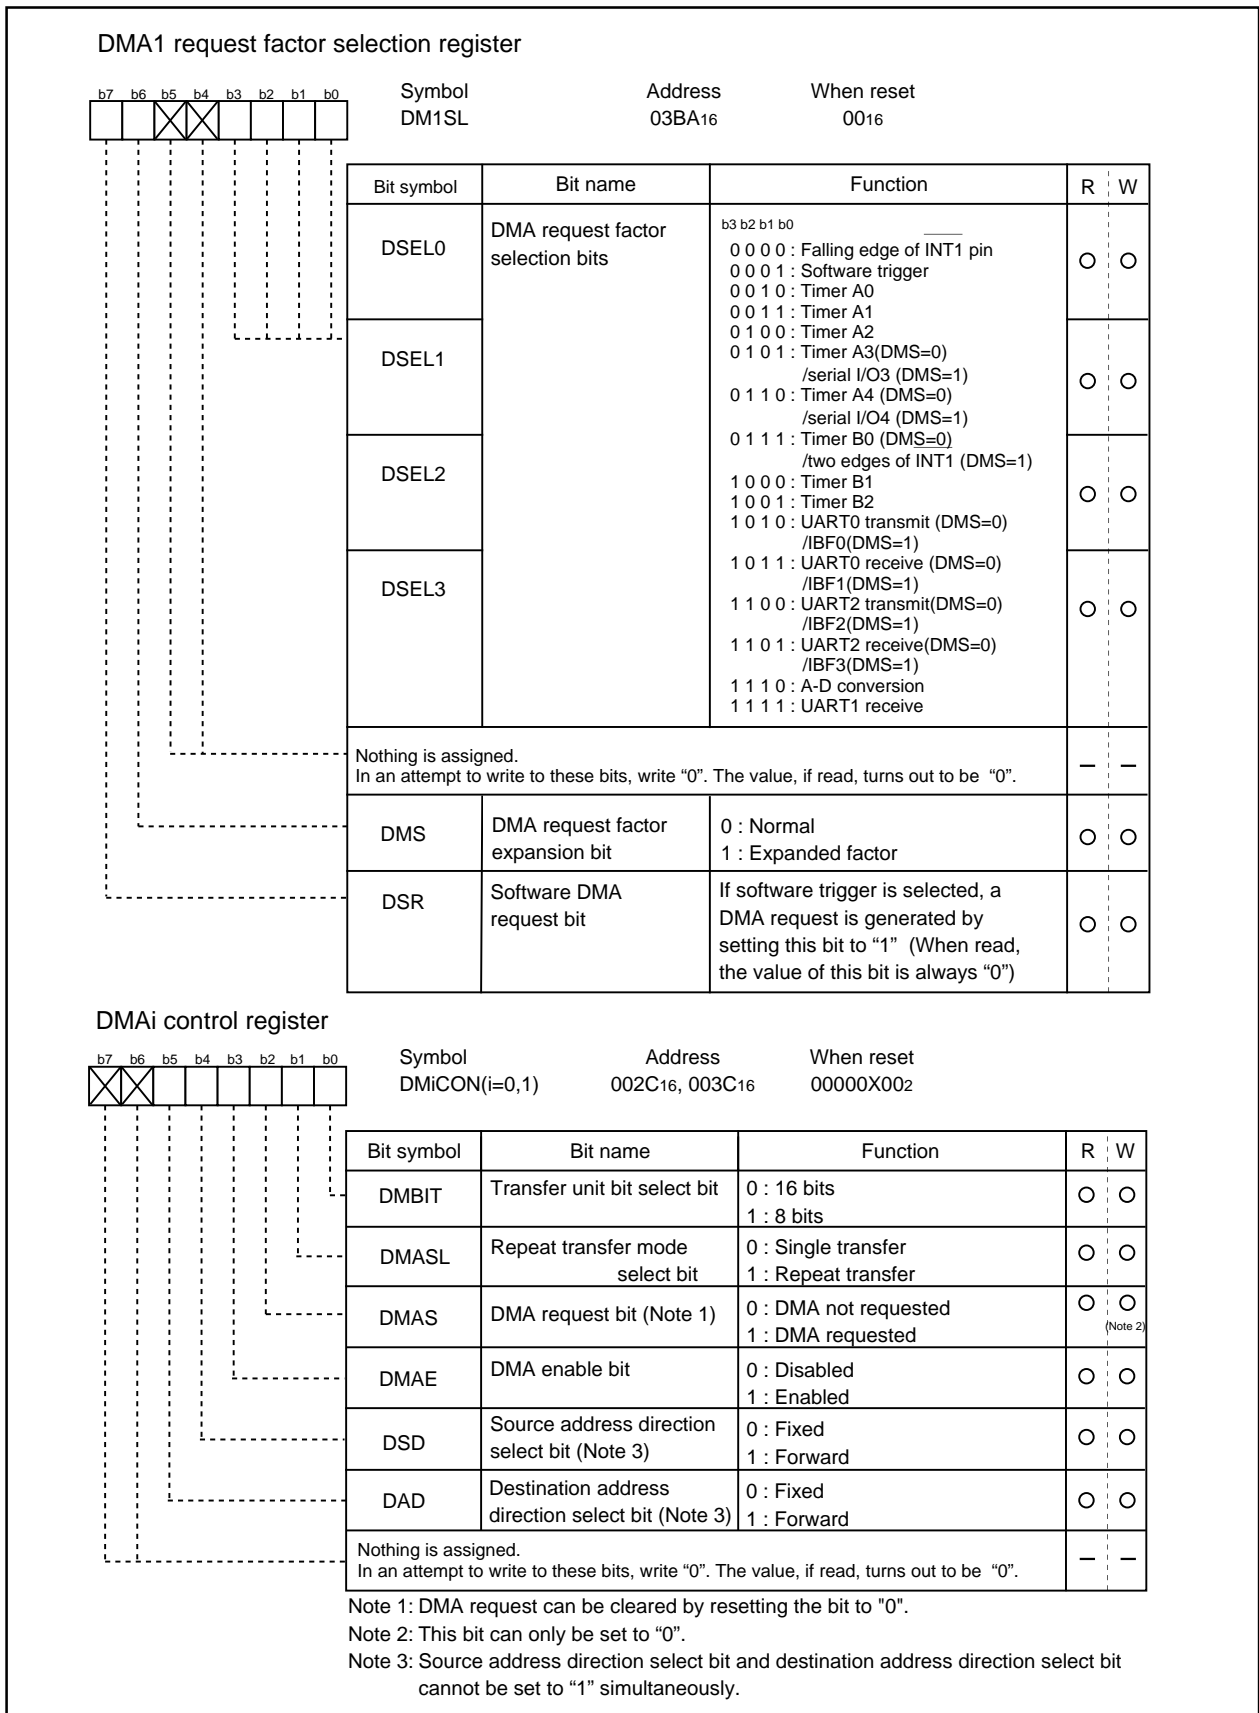 DMA1 request factor selection register
Symbol Address When reset
b7 b6 b5 b4 b3 b2 b1 b0
DM1SL 03BA16 0016
Bit symbol Bit name Function R W
DSEL0 DMA request factor selection bits
b3 b2 b1 b0
0 0 0 0 : Falling edge of INT1 pin
0 0 0 1 : Software trigger
0 0 1 0 : Timer A0
0 0 1 1 : Timer A1
0 1 0 0 : Timer A2
DSEL1
0 1 0 1 : Timer A3(DMS=0)
/serial I/O3 (DMS=1)
0 1 1 0 : Timer A4 (DMS=0)
/serial I/O4 (DMS=1)
0 1 1 1 : Timer B0 (DMS=0)
/two edges of INT1 (DMS=1)
DSEL2
1 0 0 0 : Timer B1
1 0 0 1 : Timer B2
1 0 1 0 : UART0 transmit (DMS=0)
/IBF0(DMS=1)
1 0 1 1 : UART0 receive (DMS=0)
/IBF1(DMS=1)
DSEL3
1 1 0 0 : UART2 transmit(DMS=0)
/IBF2(DMS=1)
1 1 0 1 : UART2 receive(DMS=0)
/IBF3(DMS=1)
1 1 1 0 : A-D conversion
1 1 1 1 : UART1 receive
Nothing is assigned.
In an attempt to write to these bits, write “0”. The value, if read, turns out to be “0”.
DMS DMA request factor expansion bit
0 : Normal
1 : Expanded factor
DSR Software DMA request bit
If software trigger is selected, a
DMA request is generated by
setting this bit to “1” (When read,
the value of this bit is always “0”)
DMAi control register
Symbol Address When reset
b7 b6 b5 b4 b3 b2 b1 b0
DMiCON(i=0,1) 002C16, 003C16 00000X002
Bit symbol Bit name Function R W
DMBIT Transfer unit bit select bit
0 : 16 bits
1 : 8 bits
DMASL Repeat transfer mode select bit
0 : Single transfer
1 : Repeat transfer
DMAS DMA request bit (Note 1)
0 : DMA not requested
1 : DMA requested
(Note 2)
DMAE DMA enable bit
0 : Disabled
1 : Enabled
DSD Source address direction select bit (Note 3)
0 : Fixed
1 : Forward
DAD Destination address direction select bit (Note 3)
0 : Fixed
1 : Forward
Nothing is assigned.
In an attempt to write to these bits, write “0”. The value, if read, turns out to be “0”.
Note 1: DMA request can be cleared by resetting the bit to "0".
Note 2: This bit can only be set to “0”.
Note 3: Source address direction select bit and destination address direction select bit
cannot be set to “1” simultaneously.